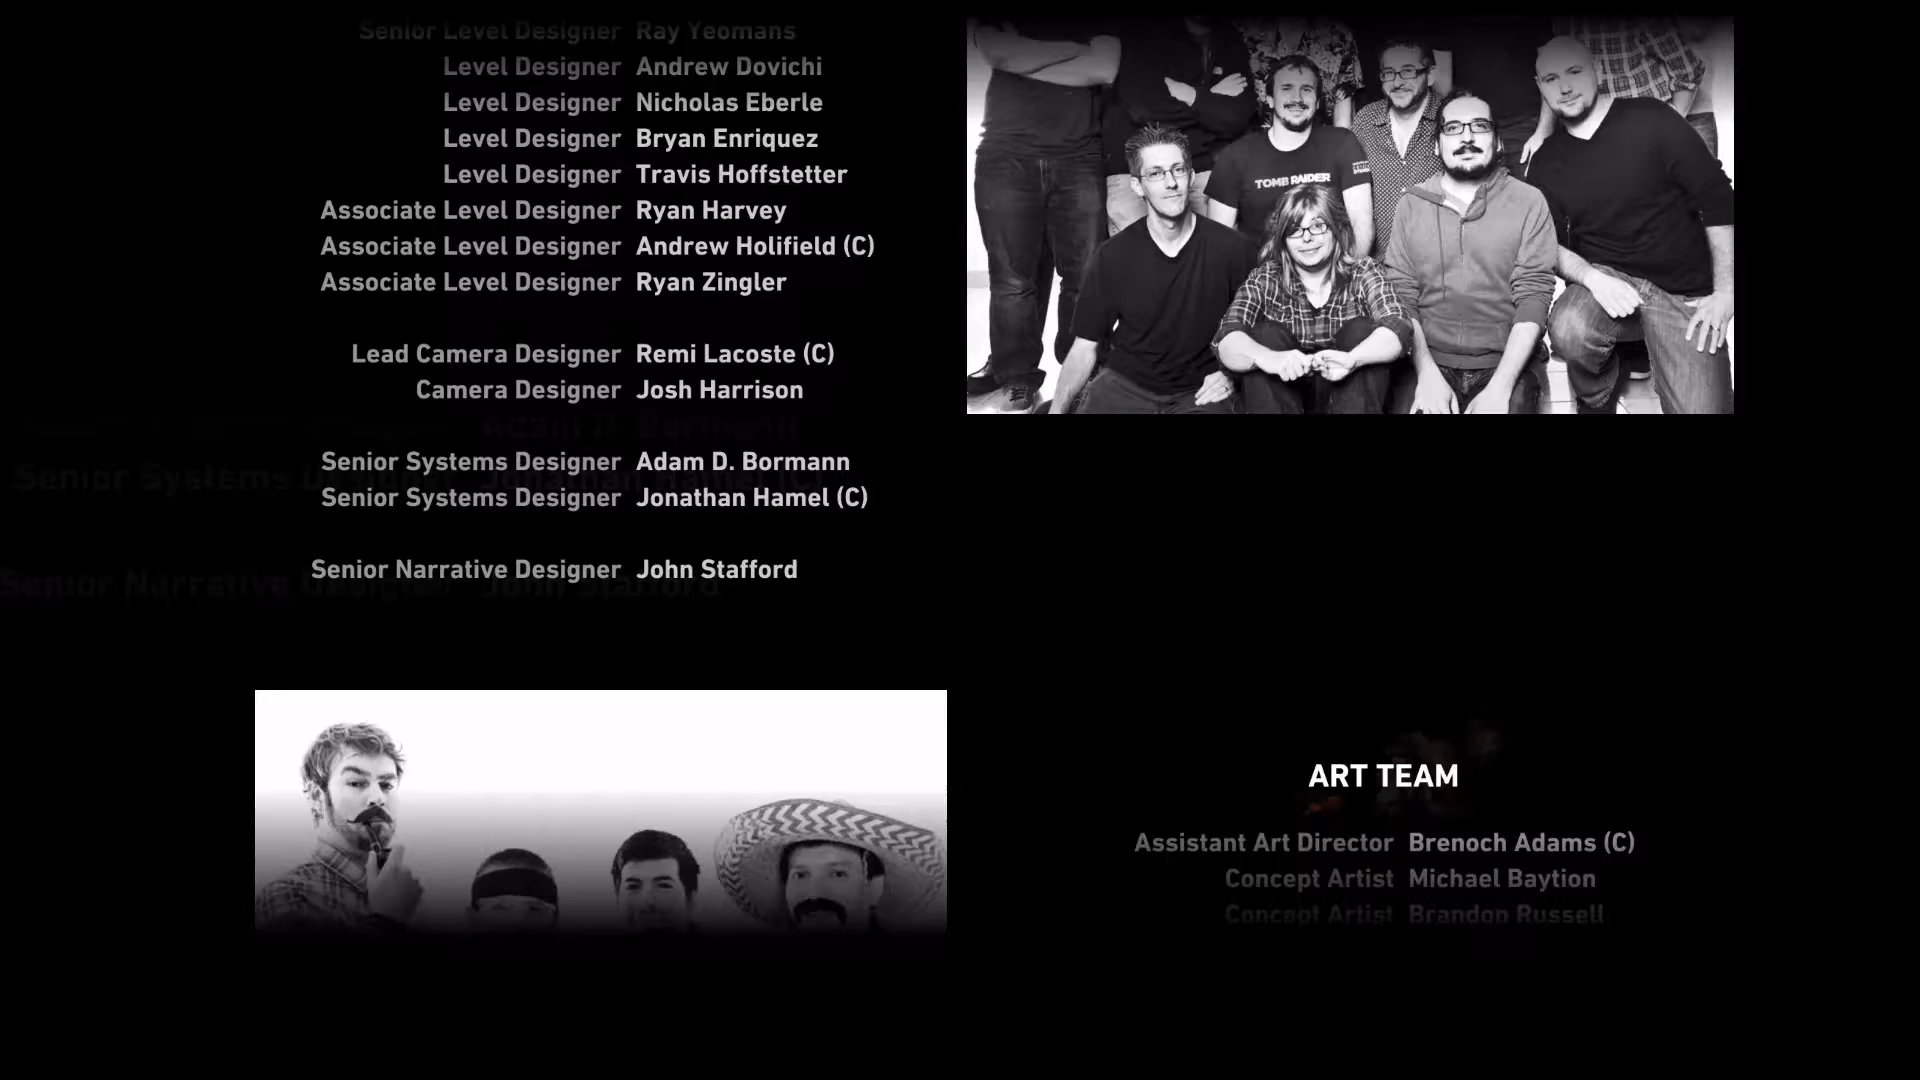 Senior Level Designer Ray Yeomans
Level Designer Andrew Dovichi
Level Designer Nicholas Eberle
Level Designer Bryan Enriquez
Level Designer Travis Hoffstetter
Associate Level Designer Ryan Harvey
Associate Level Designer Andrew Holifield (C)
Associate Level Designer Ryan Zingler
Lead Camera Designer Remi Lacoste (C)
Camera Designer Josh Harrison
Senior Systems Designer Adam D. Bormann
Senior Systems Designer Jonathan Hamel (C)
Senior Narrative Designer John Stafford
TOMB RAIDER
ART TEAM
Assistant Art Director Brenoch Adams (C)
Concept Artist Michael Baytion
Concept Artist Brandon Russell